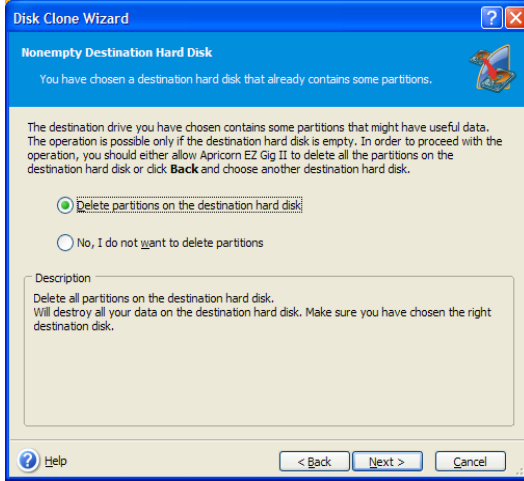 Disk Clone Wizard
Nonempty Destination Hard Disk
You have chosen a destination hard disk that already contains some partitions.
The destination drive you have chosen contains some partitions that might have useful data.
The operation is possible only if the destination hard disk is empty. In order to proceed with the
operation, you should either allow Apricorn EZ Gig II to delete all the partitions on the
destination hard disk or click Back and choose another destination hard disk.
Delete partitions on the destination hard disk
No, I do not want to delete partitions
Description
Delete all partitions on the destination hard disk.
Will destroy all your data on the destination hard disk. Make sure you have chosen the right
destination disk.
? Help
< Back Next > Cancel